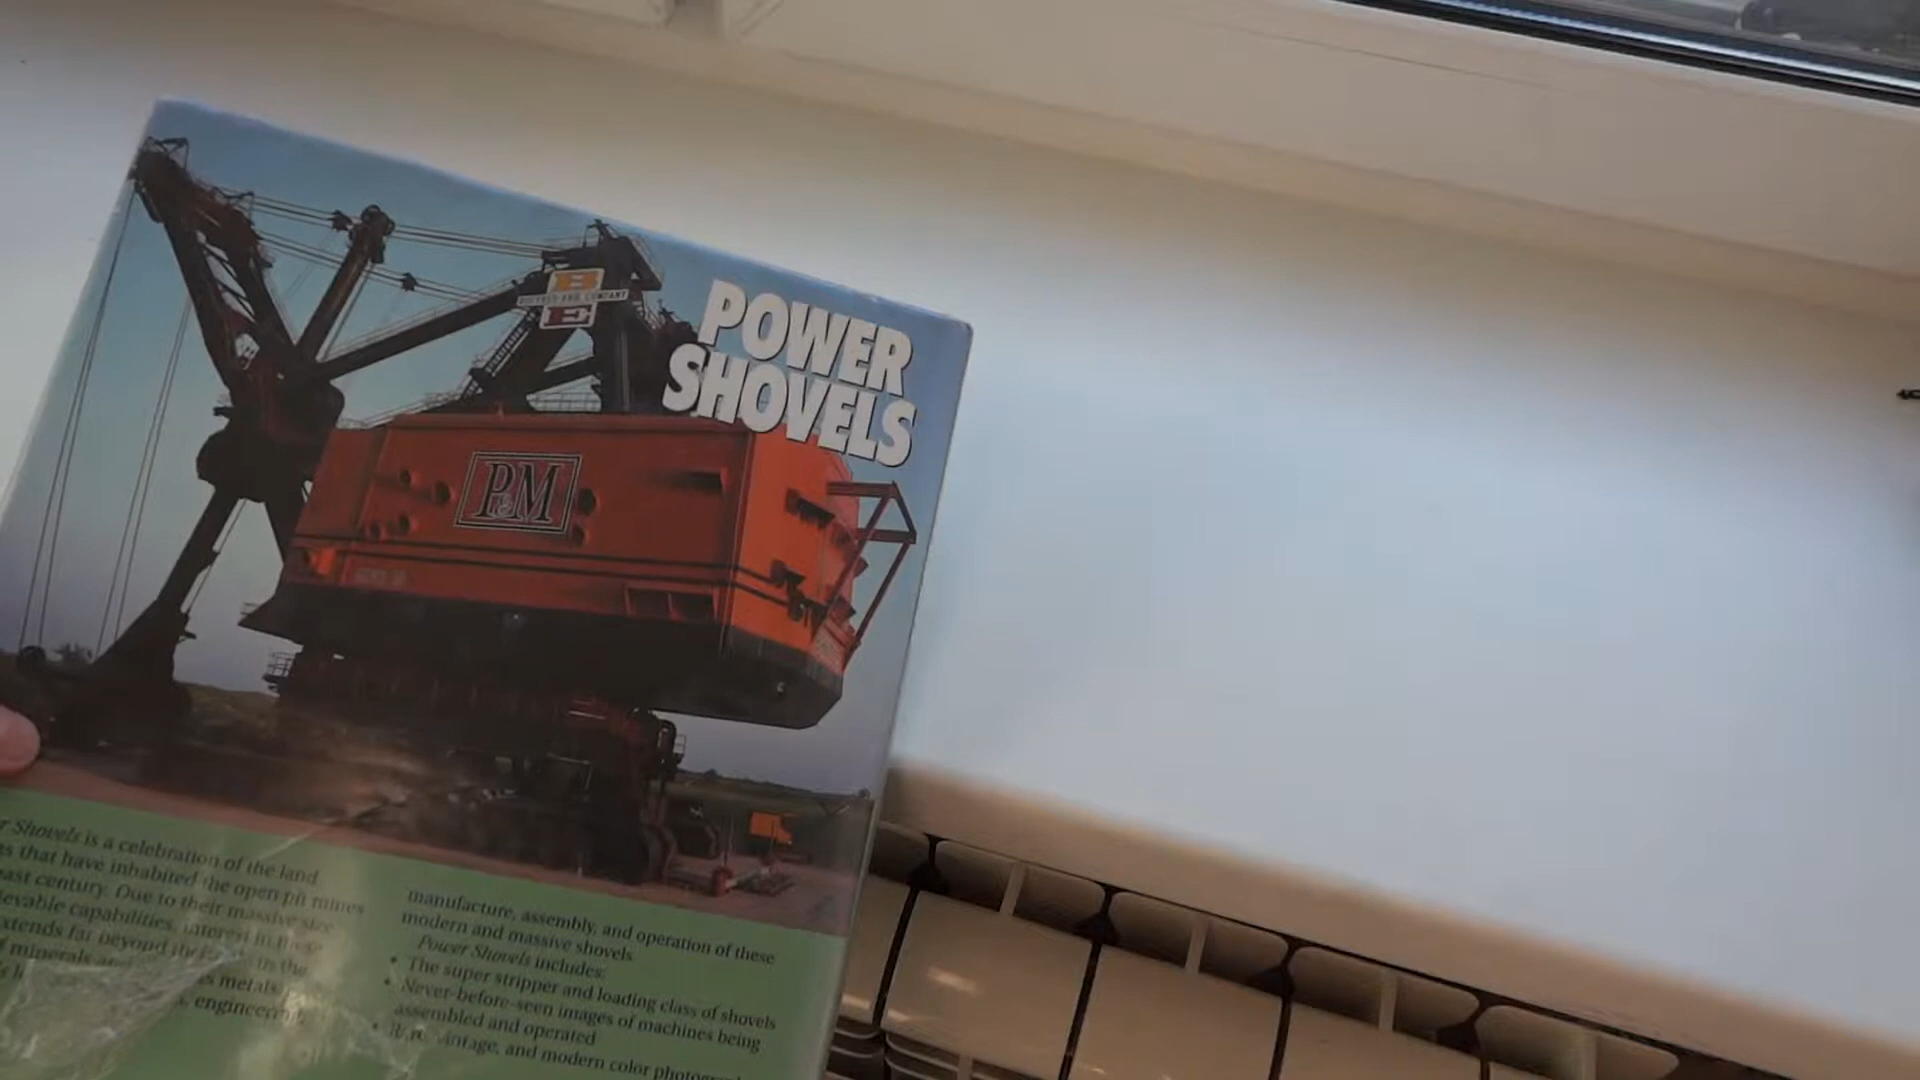 POWER
SHOVELS
B
BUCYRUS-ERIE COMPANY
E
P&M
Shovels is a celebration of the land
that have inhabited the open pit mines
century. Due to their massive size
capabilities, interest in these
extends far beyond their
minerals
metals.
engineering,
manufacture, assembly, and operation of these
modern and massive shovels
Power Shovels includes:
• The super stripper and loading class of shovels
• Never-before-seen images of machines being
assembled and operated
• vintage, and modern color